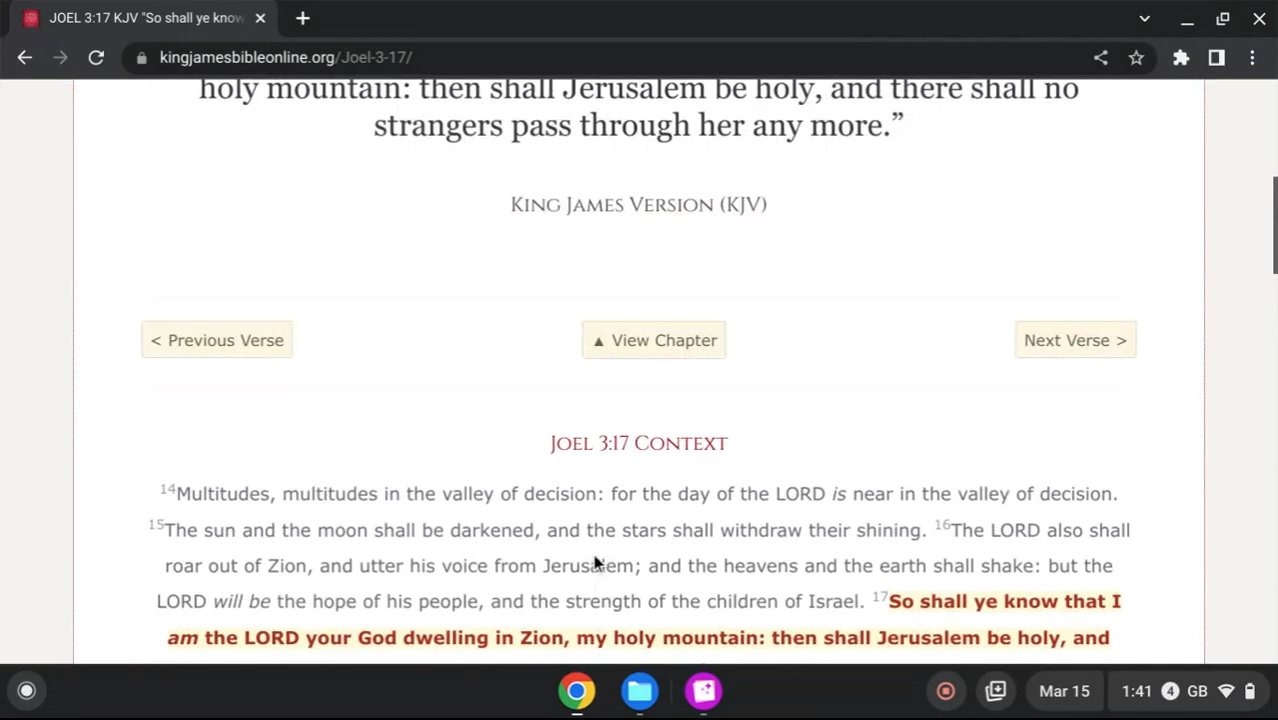 JOEL 3:17 KJV "So shall ye know
kingjamesbibleonline.org/Joel-3-17/
holy mountain: then shall Jerusalem be holy, and there shall no
strangers pass through her any more.”
King James Version (KJV)
< Previous Verse
▲ View Chapter
Next Verse >
Joel 3:17 Context
14Multitudes, multitudes in the valley of decision: for the day of the LORD is near in the valley of decision.
15The sun and the moon shall be darkened, and the stars shall withdraw their shining. 16The LORD also shall
roar out of Zion, and utter his voice from Jerusalem; and the heavens and the earth shall shake: but the
LORD will be the hope of his people, and the strength of the children of Israel. 17So shall ye know that I
am the LORD your God dwelling in Zion, my holy mountain: then shall Jerusalem be holy, and
Mar 15
1:41
4
GB